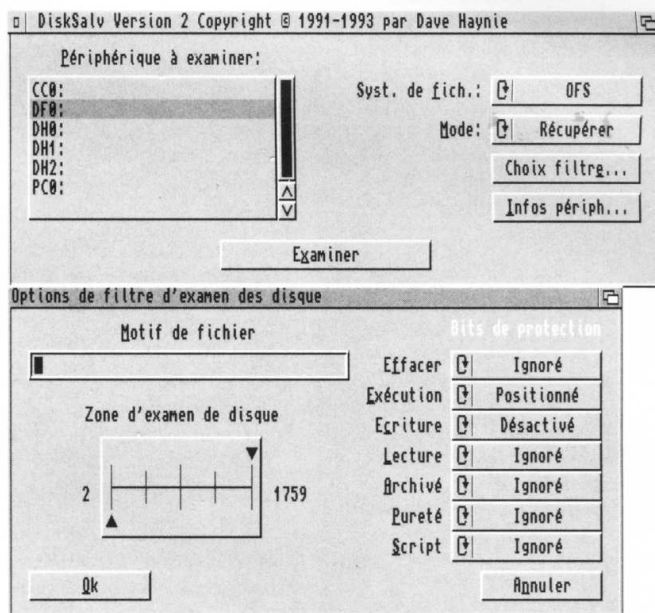 DiskSalv Version 2 Copyright © 1991-1993 par Dave Haynie
Périphérique à examiner:
CC0:
DF0:
DH0:
DH1:
DH2:
PC0:
Syst. de fich.: OFS
Mode: Récupérer
Choix filtre...
Infos périph...
Examiner
Options de filtre d'examen des disque
Motif de fichier
Zone d'examen de disque
2 1759
Bits de protection
Effacer Ignoré
Exécution Positionné
Ecriture Désactivé
Lecture Ignoré
Archivé Ignoré
Pureté Ignoré
Script Ignoré
Ok
Annuler